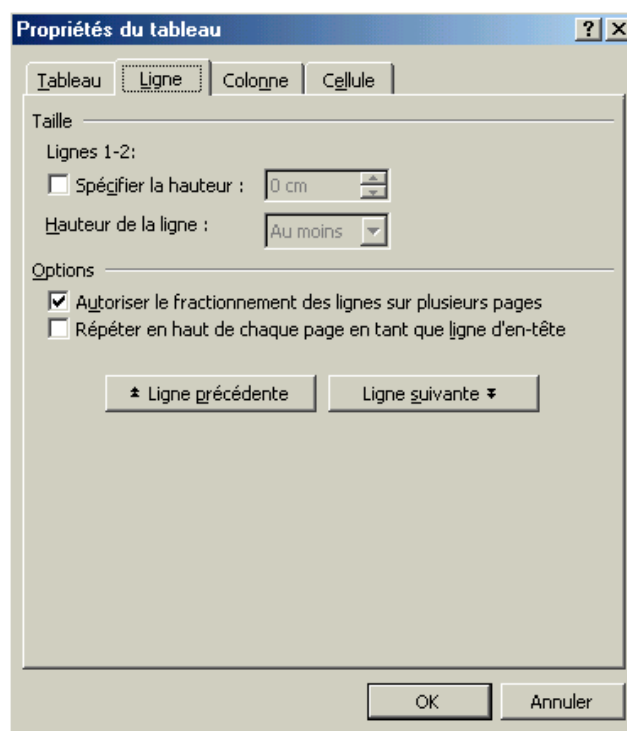 Propriétés du tableau
Tableau Ligne Colonne Cellule
Taille
Lignes 1-2:
Spécifier la hauteur : 0 cm
Hauteur de la ligne : Au moins
Options
Autoriser le fractionnement des lignes sur plusieurs pages
Répéter en haut de chaque page en tant que ligne d'en-tête
Ligne précédente Ligne suivante
OK Annuler